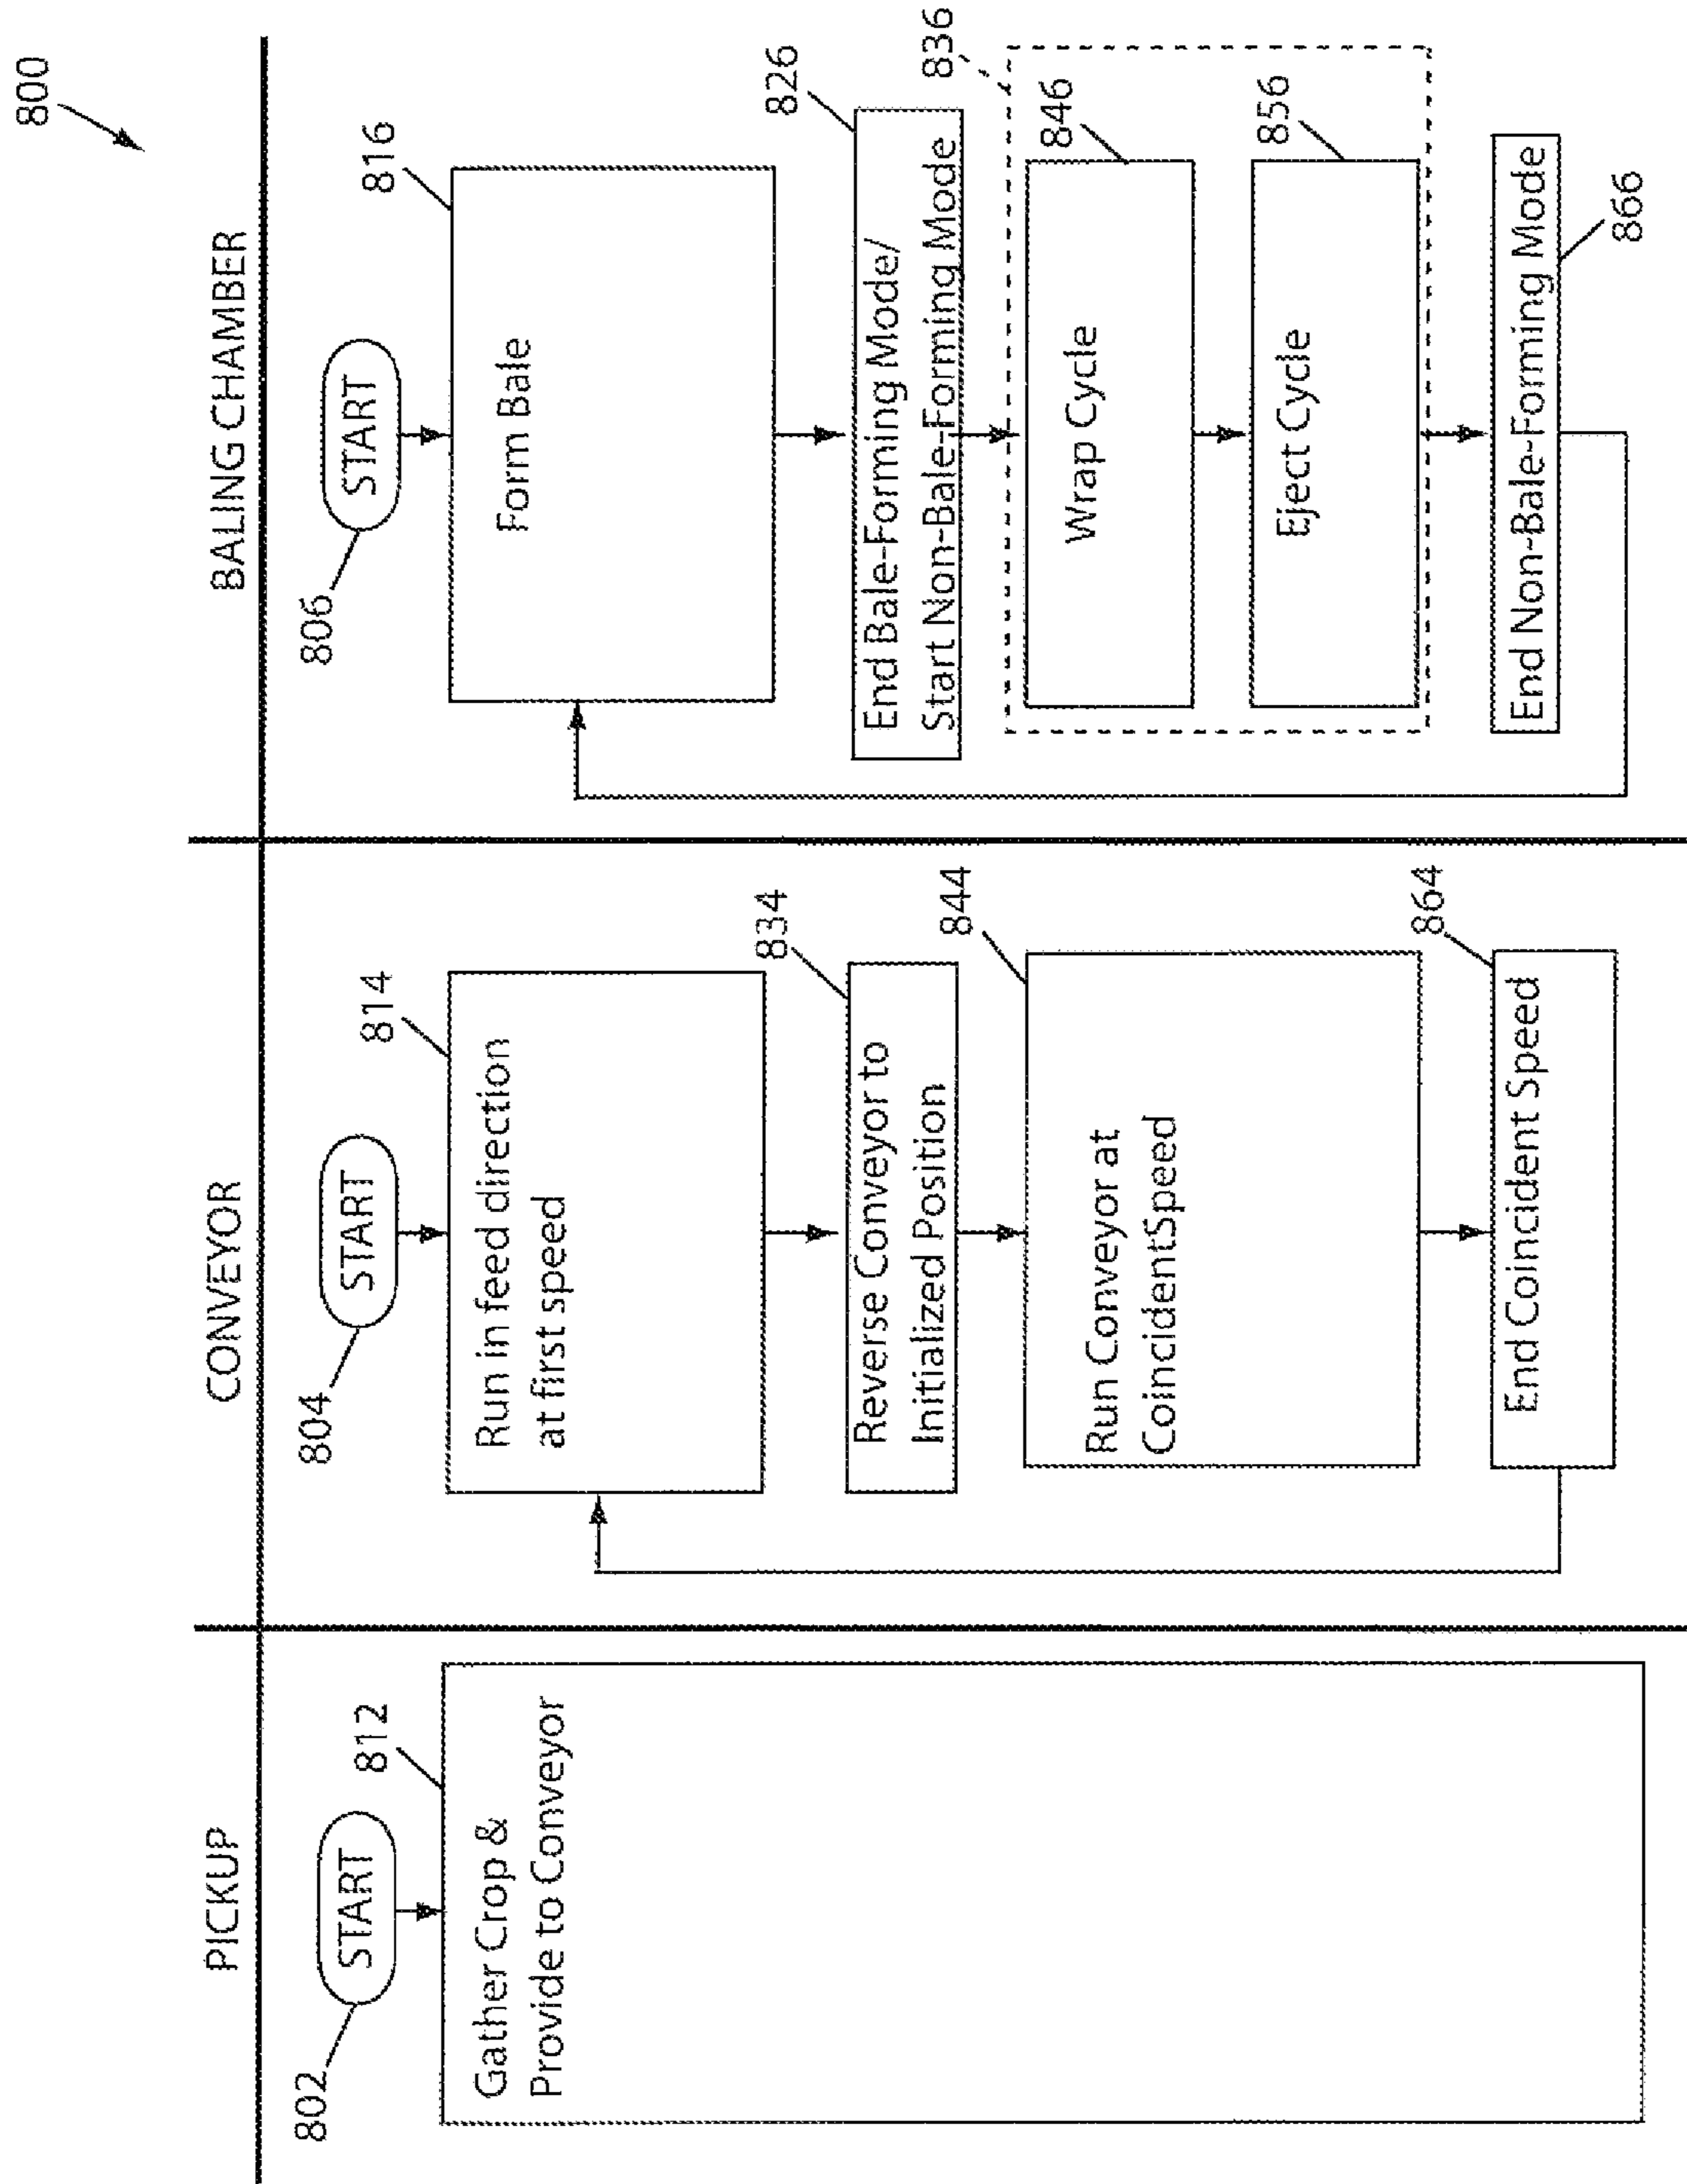 800
PICKUP
CONVEYOR
BALING CHAMBER
802
START
812
Gather Crop &
Provide to Conveyor
804
START
814
Run in feed direction
at first speed
834
Reverse Conveyor to
Initialized Position
844
Run Conveyor at
CoincidentSpeed
864
End Coincident Speed
806
START
816
Form Bale
826
End Bale-Forming Mode/
Start Non-Bale-Forming Mode
836
846
Wrap Cycle
856
Eject Cycle
End Non-Bale-Forming Mode
866